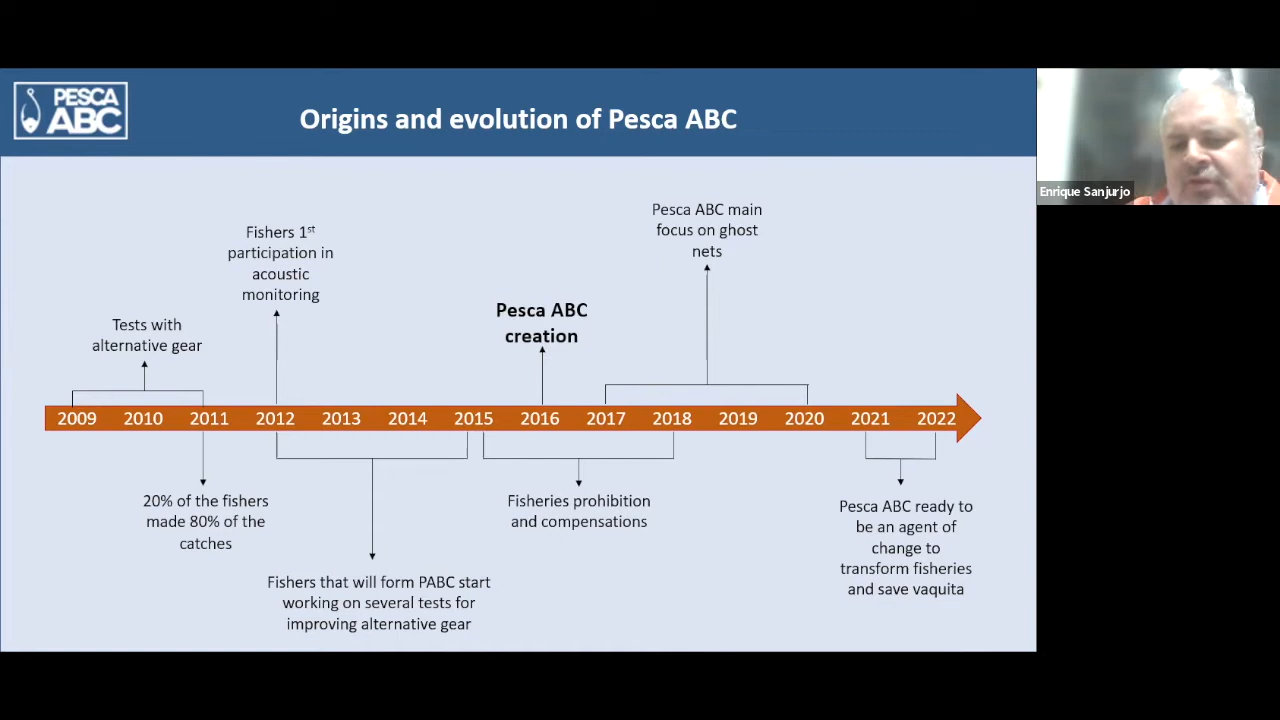 PESCA
ABC
Origins and evolution of Pesca ABC
Enrique Sanjurjo
Pesca ABC main
focus on ghost
nets
Fishers 1st
participation in
acoustic
monitoring
Pesca ABC
creation
Tests with
alternative gear
2009 2010 2011 2012 2013 2014 2015 2016 2017 2018 2019 2020 2021 2022
20% of the fishers
made 80% of the
catches
Fishers that will form PABC start
working on several tests for
improving alternative gear
Fisheries prohibition
and compensations
Pesca ABC ready to
be an agent of
change to
transform fisheries
and save vaquita